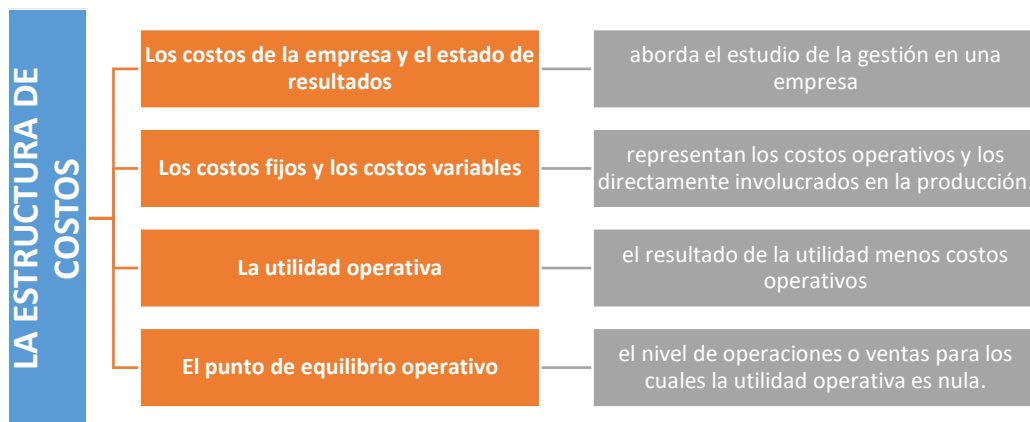 LA ESTRUCTURA DE
COSTOS
Los costos de la empresa y el estado de
resultados
aborda el estudio de la gestión en una
empresa
Los costos fijos y los costos variables
representan los costos operativos y los
directamente involucrados en la producción.
La utilidad operativa
el resultado de la utilidad menos costos
operativos
El punto de equilibrio operativo
el nivel de operaciones o ventas para los
cuales la utilidad operativa es nula.